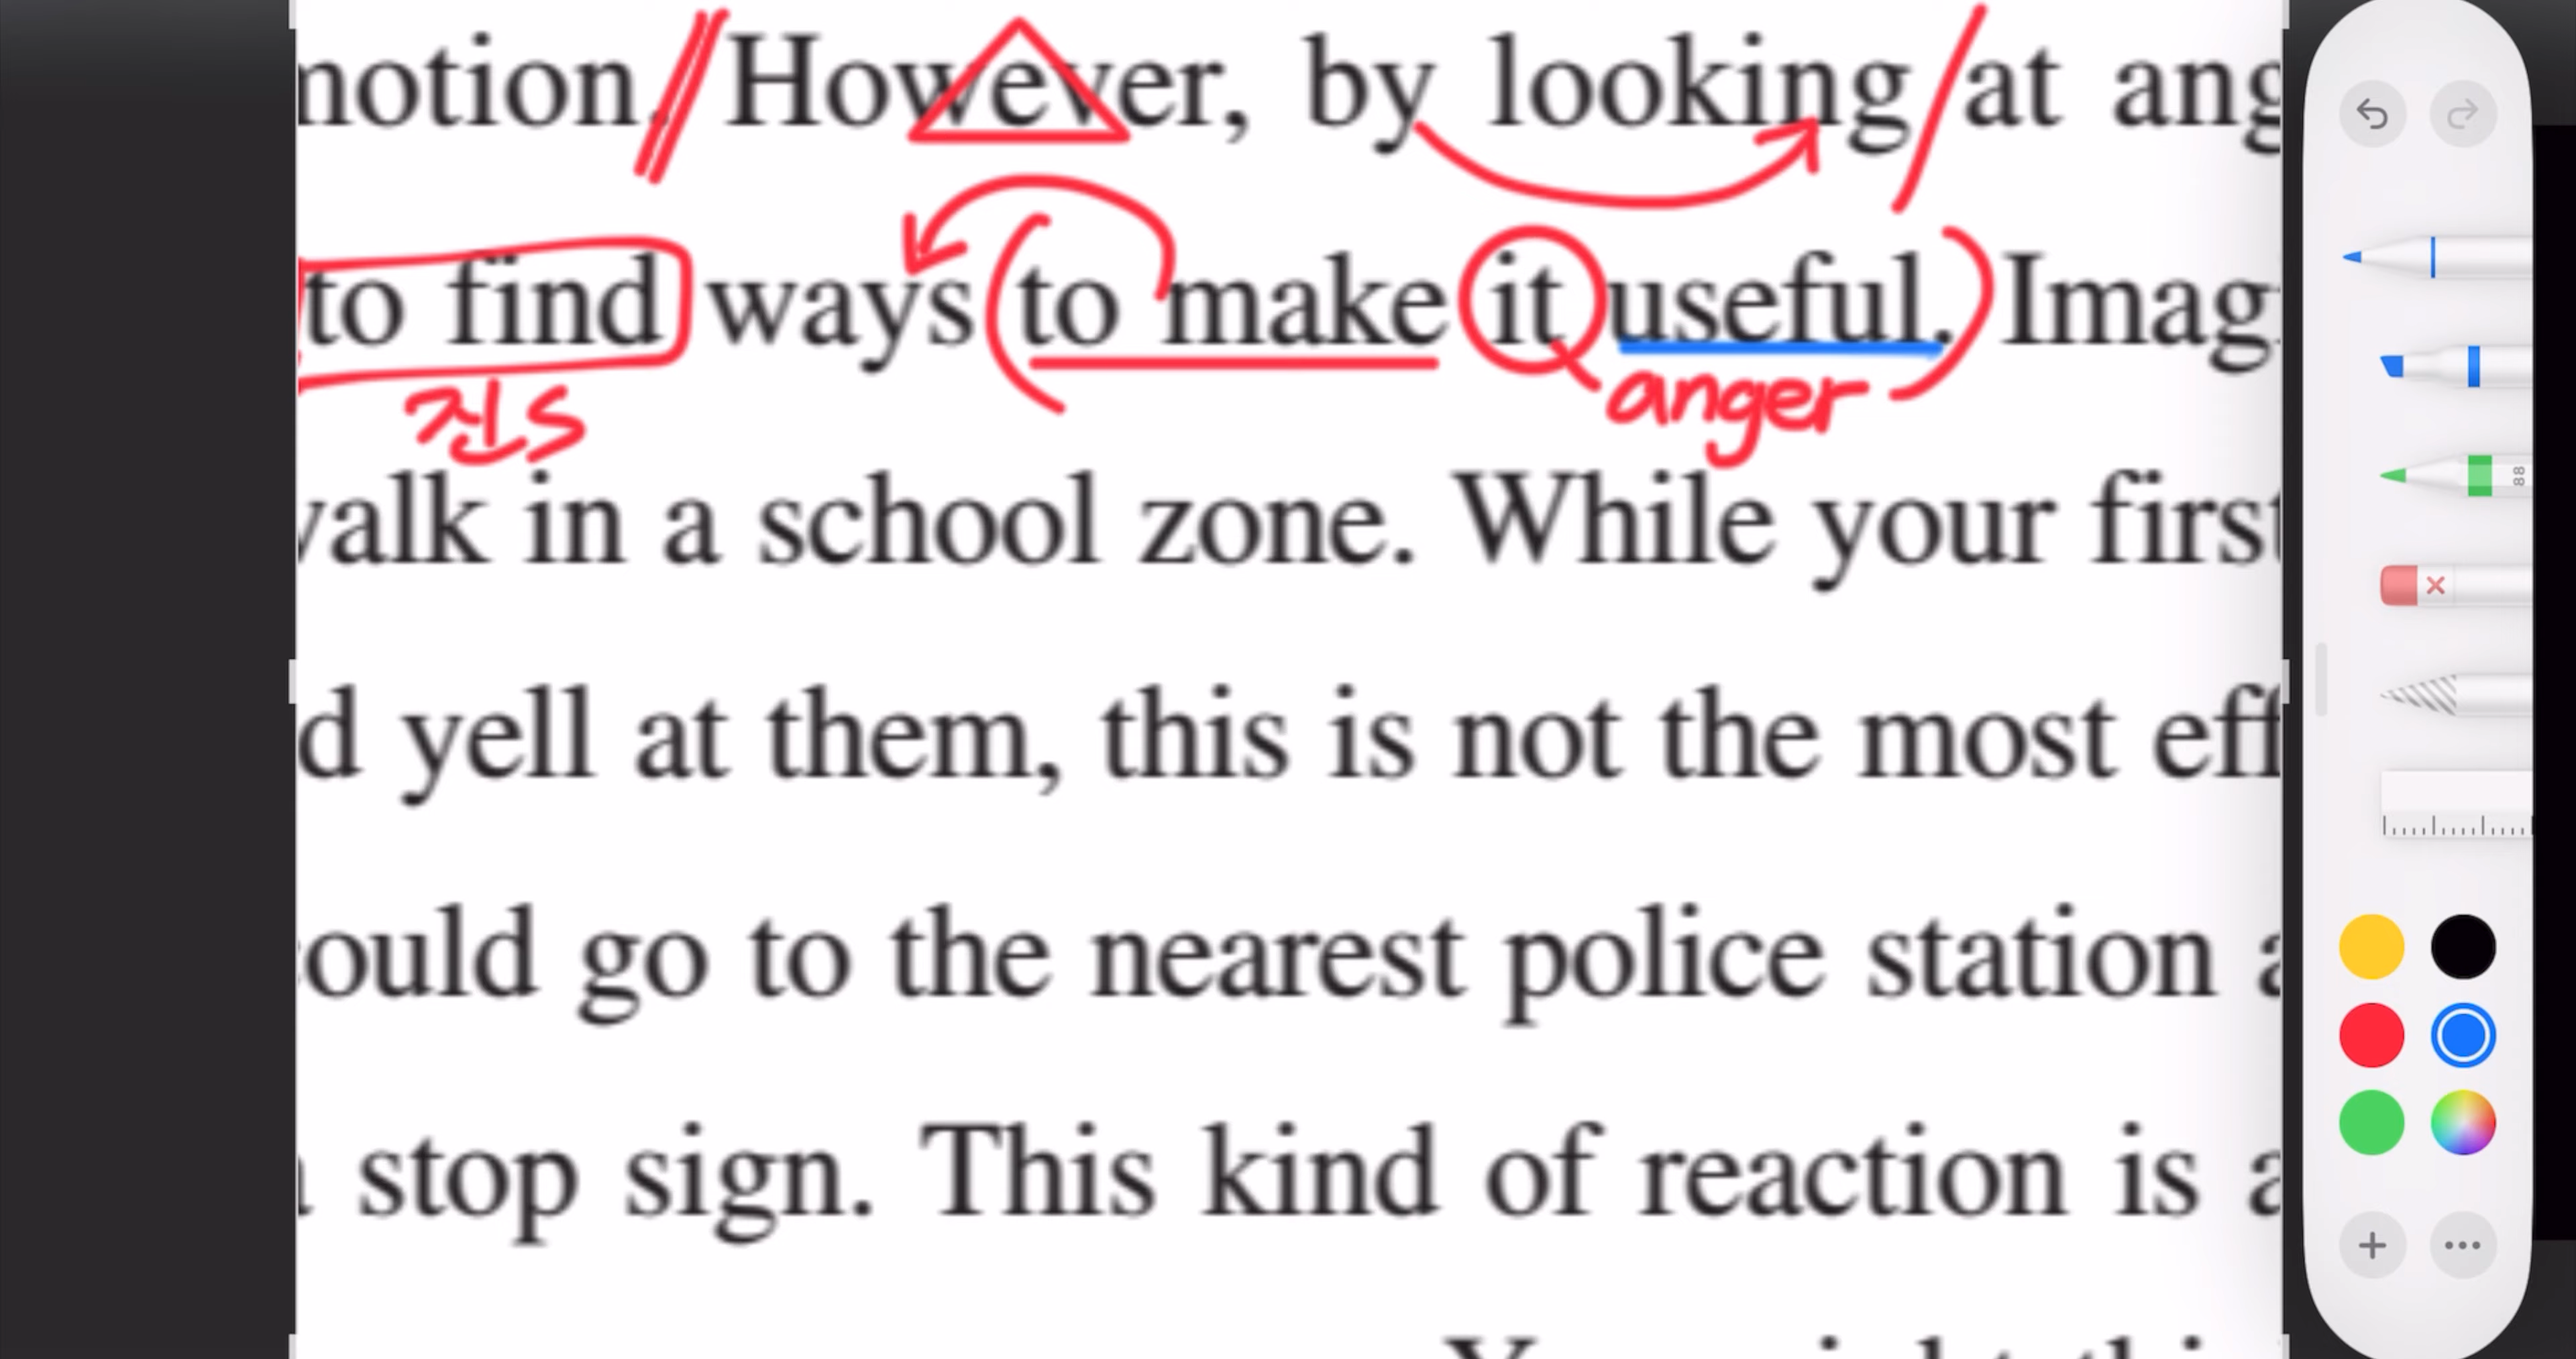 notion. However, by looking at ang
to find ways to make it useful. Imag
진S
anger
valk in a school zone. While your first
d yell at them, this is not the most eff
ould go to the nearest police station a
stop sign. This kind of reaction is a